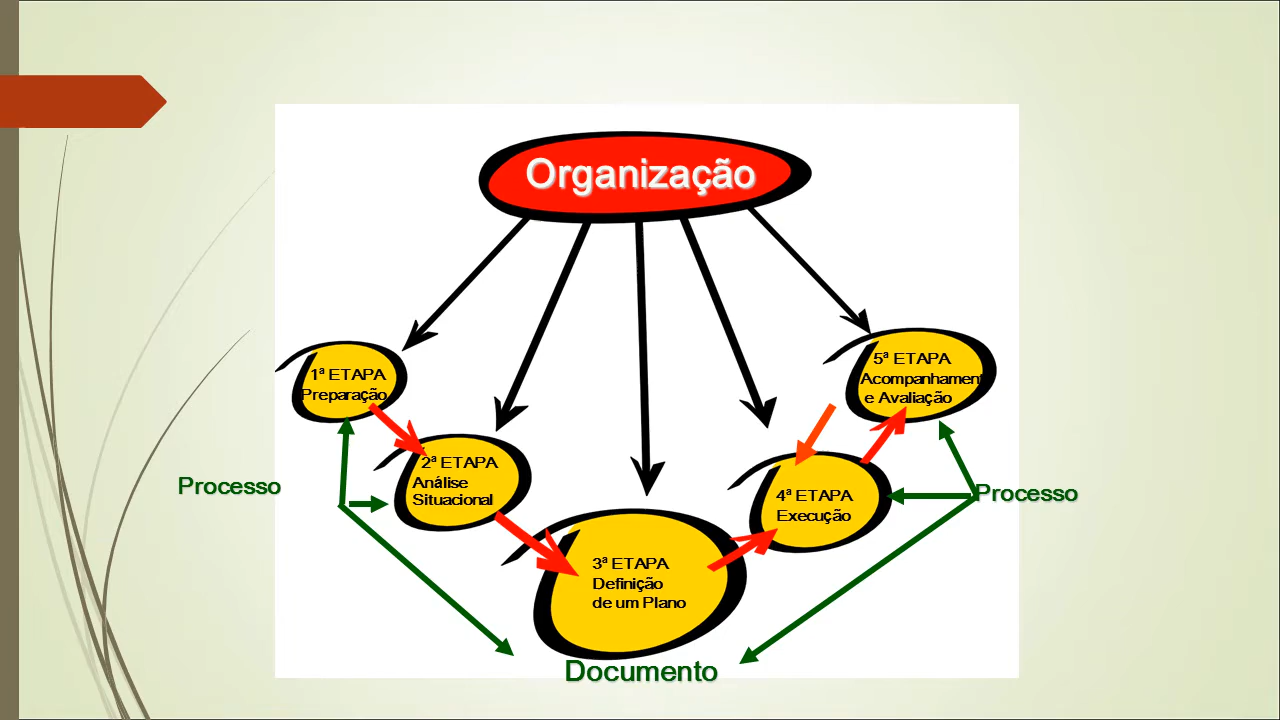 Organização
1ª ETAPA
Preparação
2ª ETAPA
Análise
Situacional
3ª ETAPA
Definição
de um Plano
4ª ETAPA
Execução
5ª ETAPA
Acompanhamen
e Avaliação
Processo
Processo
Documento